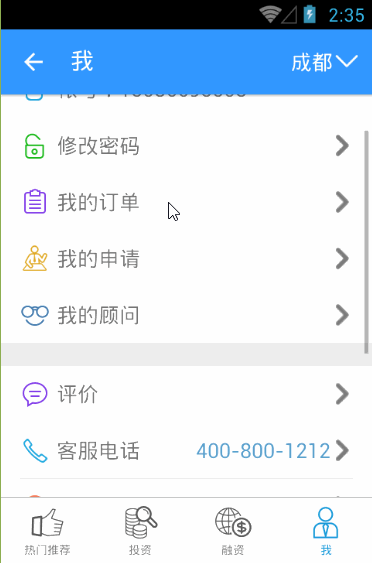 2:35
我
成都
修改密码
我的订单
我的申请
我的顾问
评价
客服电话 400-800-1212
热门推荐 投资 融资 我